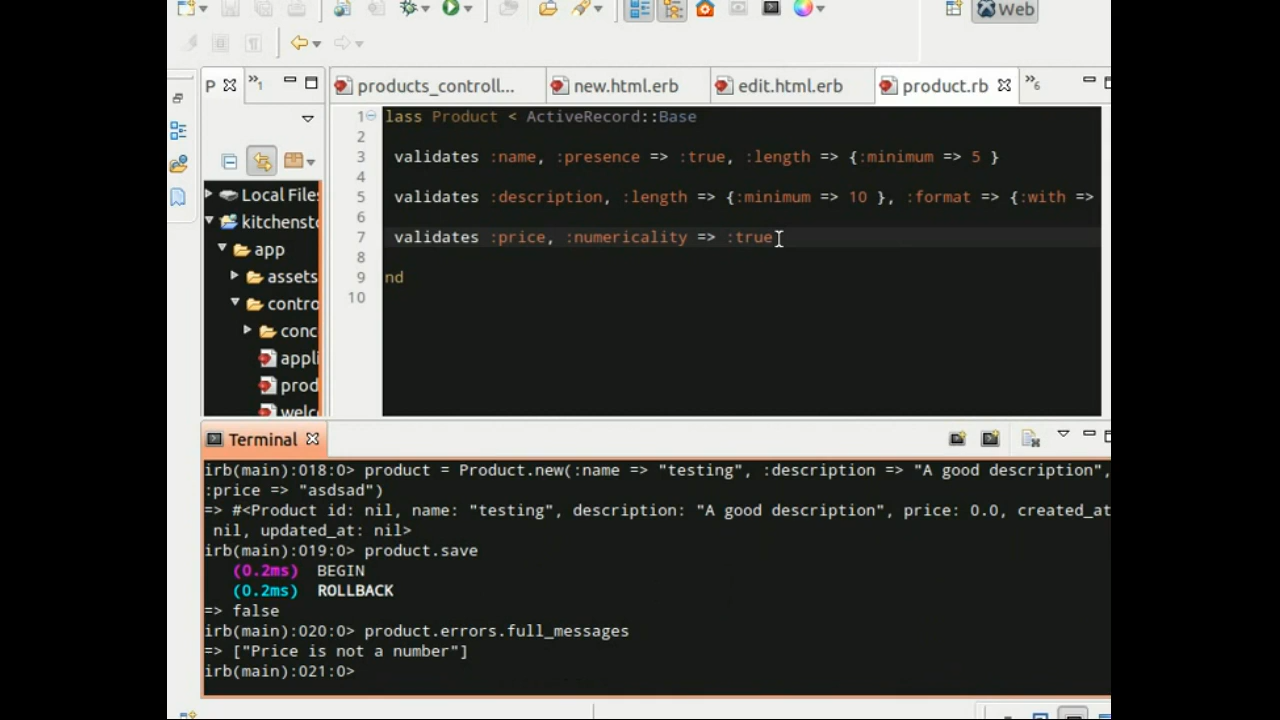 Web
P
»1
products_controll...
new.html.erb
edit.html.erb
product.rb
»6
1 lass Product < ActiveRecord::Base
2
3 validates :name, :presence => :true, :length => {:minimum => 5 }
4
5 validates :description, :length => {:minimum => 10 }, :format => {:with =>
6
7 validates :price, :numericality => :true
8
9 nd
10
Local File
kitchenst
app
assets
contro
conc
appli
prod
welc
Terminal
irb(main):018:0> product = Product.new(:name => "testing", :description => "A good description",
:price => "asdsad")
=> #<Product id: nil, name: "testing", description: "A good description", price: 0.0, created_at
nil, updated_at: nil>
irb(main):019:0> product.save
(0.2ms) BEGIN
(0.2ms) ROLLBACK
=> false
irb(main):020:0> product.errors.full_messages
=> ["Price is not a number"]
irb(main):021:0>